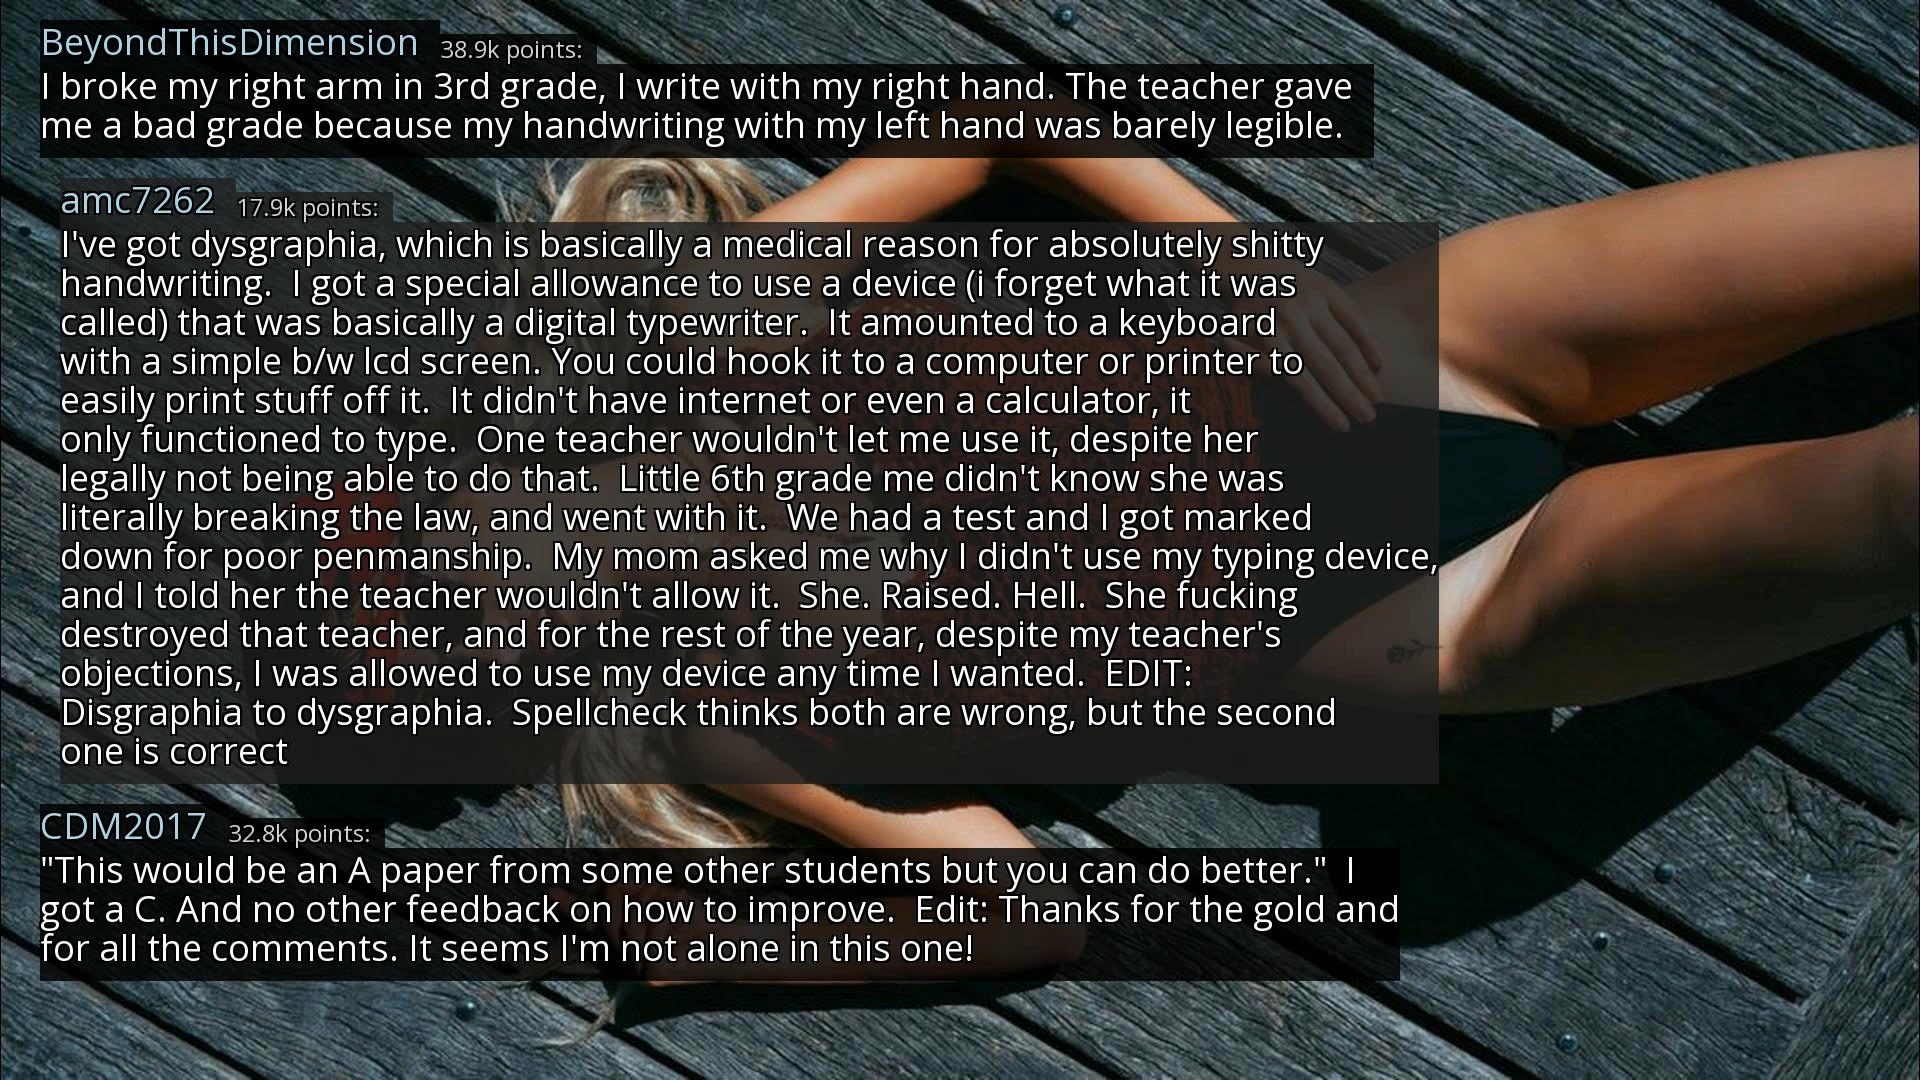 BeyondThisDimension 38.9k points:
I broke my right arm in 3rd grade, I write with my right hand. The teacher gave
me a bad grade because my handwriting with my left hand was barely legible.
amc7262 17.9k points:
I've got dysgraphia, which is basically a medical reason for absolutely shitty
handwriting.  I got a special allowance to use a device (i forget what it was
called) that was basically a digital typewriter.  It amounted to a keyboard
with a simple b/w lcd screen. You could hook it to a computer or printer to
easily print stuff off it.  It didn't have internet or even a calculator, it
only functioned to type.  One teacher wouldn't let me use it, despite her
legally not being able to do that.  Little 6th grade me didn't know she was
literally breaking the law, and went with it.  We had a test and I got marked
down for poor penmanship.  My mom asked me why I didn't use my typing device,
and I told her the teacher wouldn't allow it.  She. Raised. Hell.  She fucking
destroyed that teacher, and for the rest of the year, despite my teacher's
objections, I was allowed to use my device any time I wanted.  EDIT:
Disgraphia to dysgraphia.  Spellcheck thinks both are wrong, but the second
one is correct
CDM2017 32.8k points:
"This would be an A paper from some other students but you can do better."  I
got a C. And no other feedback on how to improve.  Edit: Thanks for the gold and
for all the comments. It seems I'm not alone in this one!